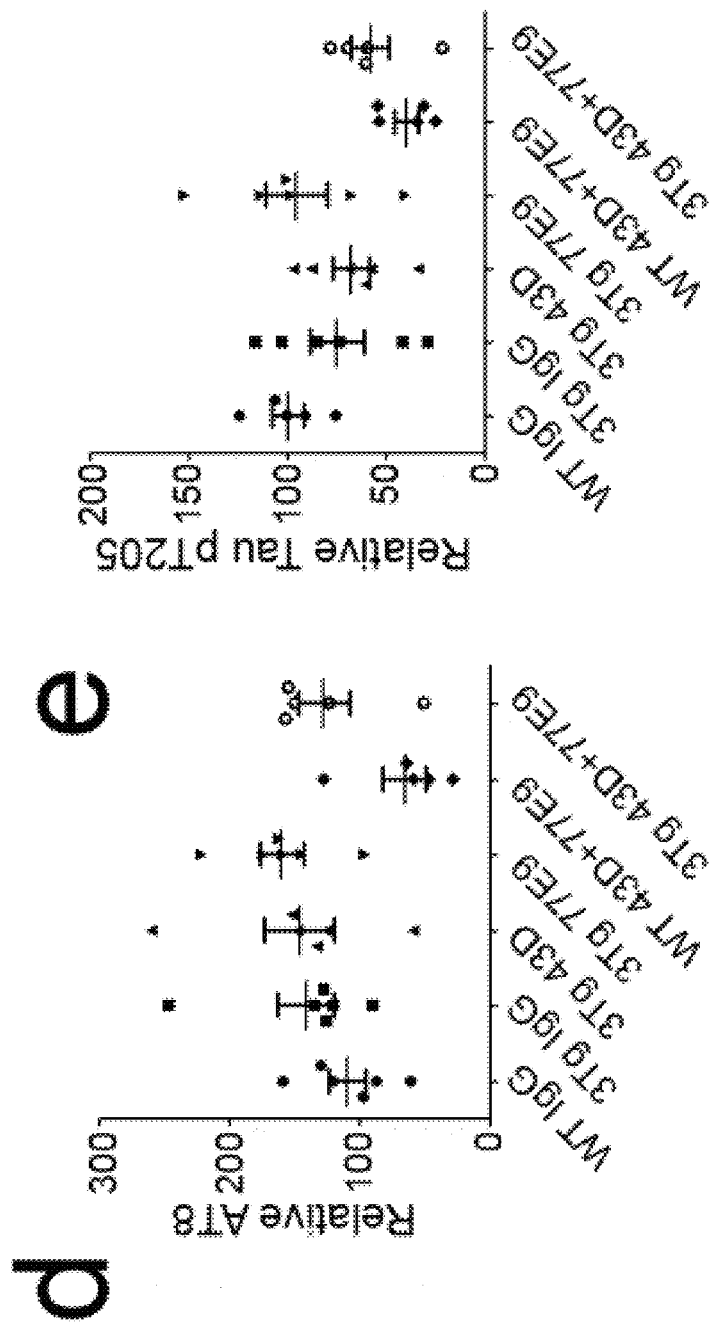 d
Relative AT8
300
200
100
0
WT IgG
3Tg IgG
3Tg 43D
3Tg 77E9
WT 43D+77E9
3Tg 43D+77E9
e
Relative Tau pT205
200
150
100
50
0
WT IgG
3Tg IgG
3Tg 43D
3Tg 77E9
WT 43D+77E9
3Tg 43D+77E9